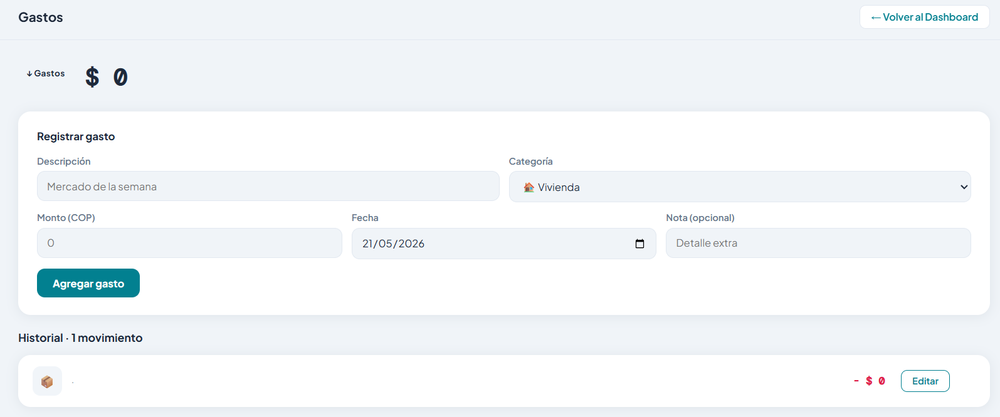 Gastos
← Volver al Dashboard
↓ Gastos
$ 0
Registrar gasto
Descripción
Categoría
Mercado de la semana
🏠 Vivienda
Monto (COP)
Fecha
Nota (opcional)
0
21/05/2026
Detalle extra
Agregar gasto
Historial · 1 movimiento
· - $ 0 Editar